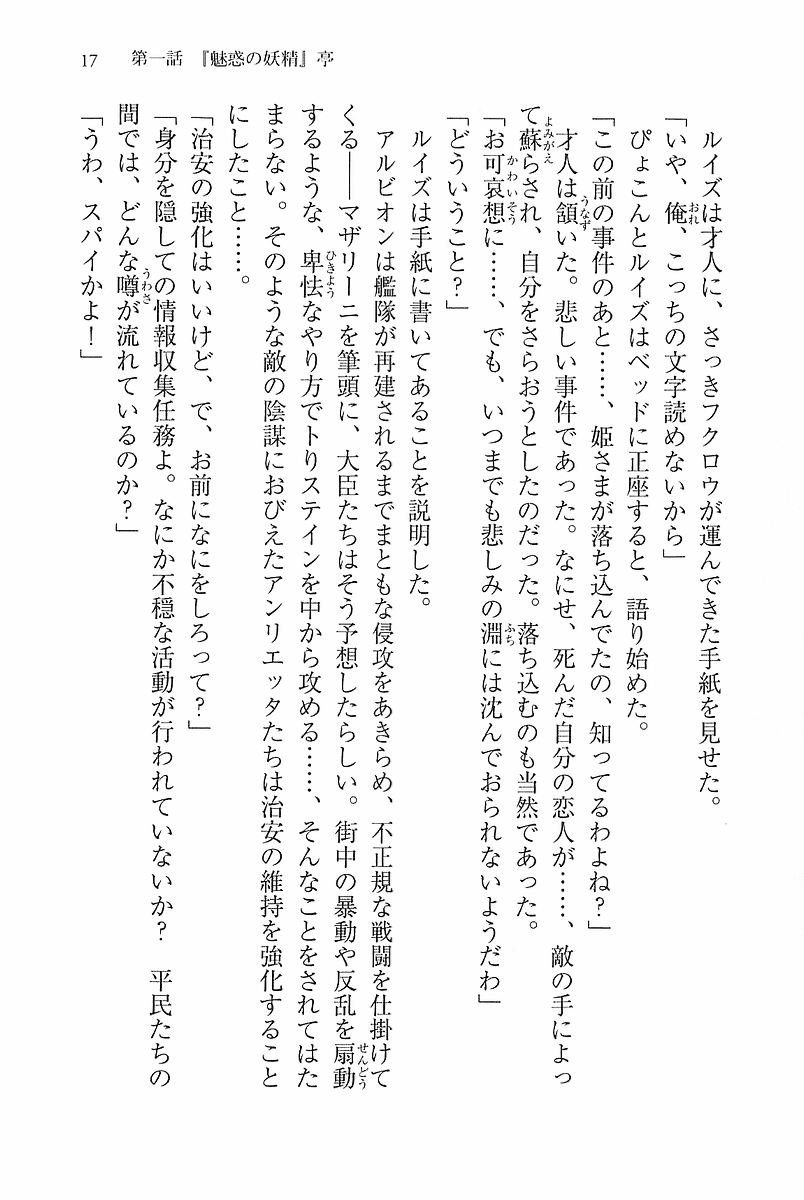 17　第一話　『魅惑の妖精』亭
ルイズは才人に、さっきフクロウが運んできた手紙を見せた。
「いや、俺、こっちの文字読めないから」
ぴょこんとルイズはベッドに正座すると、語り始めた。
「この前の事件のあと……、姫さまが落ち込んでたの、知ってるわよね？」
才人は頷いた。悲しい事件であった。なにせ、死んだ自分の恋人が……、敵の手によっ
て蘇らされ、自分をさらおうとしたのだった。落ち込むのも当然であった。
「お可哀想に……、でも、いつまでも悲しみの淵には沈んでおられないようだわ」
「どういうこと？」
ルイズは手紙に書いてあることを説明した。
アルビオンは艦隊が再建されるまでまともな侵攻をあきらめ、不正規な戦闘を仕掛けて
くる――マザリーニを筆頭に、大臣たちはそう予想したらしい。街中の暴動や反乱を扇動
するような、卑怯なやり方でトリステインを中から攻める……、そんなことをされてはた
まらない。そのような敵の陰謀におびえたアンリエッタたちは治安の維持を強化すること
にしたこと……。
「治安の強化はいいけど、で、お前になにをしろって？」
「身分を隠しての情報収集任務よ。なにか不穏な活動が行われていないか？　平民たちの
間では、どんな噂が流れているのか？」
「うわ、スパイかよ！」